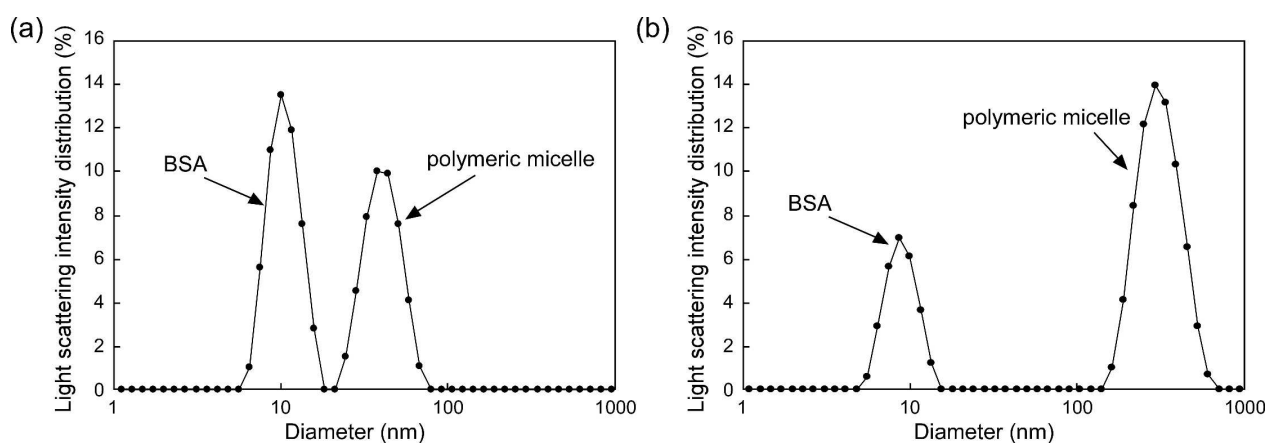 (a)
Light scattering intensity distribution (%)
16
14
12
10
8
6
4
2
0
BSA
polymeric micelle
1
10
100
1000
Diameter (nm)
(b)
Light scattering intensity distribution (%)
16
14
12
10
8
6
4
2
0
polymeric micelle
BSA
1
10
100
1000
Diameter (nm)